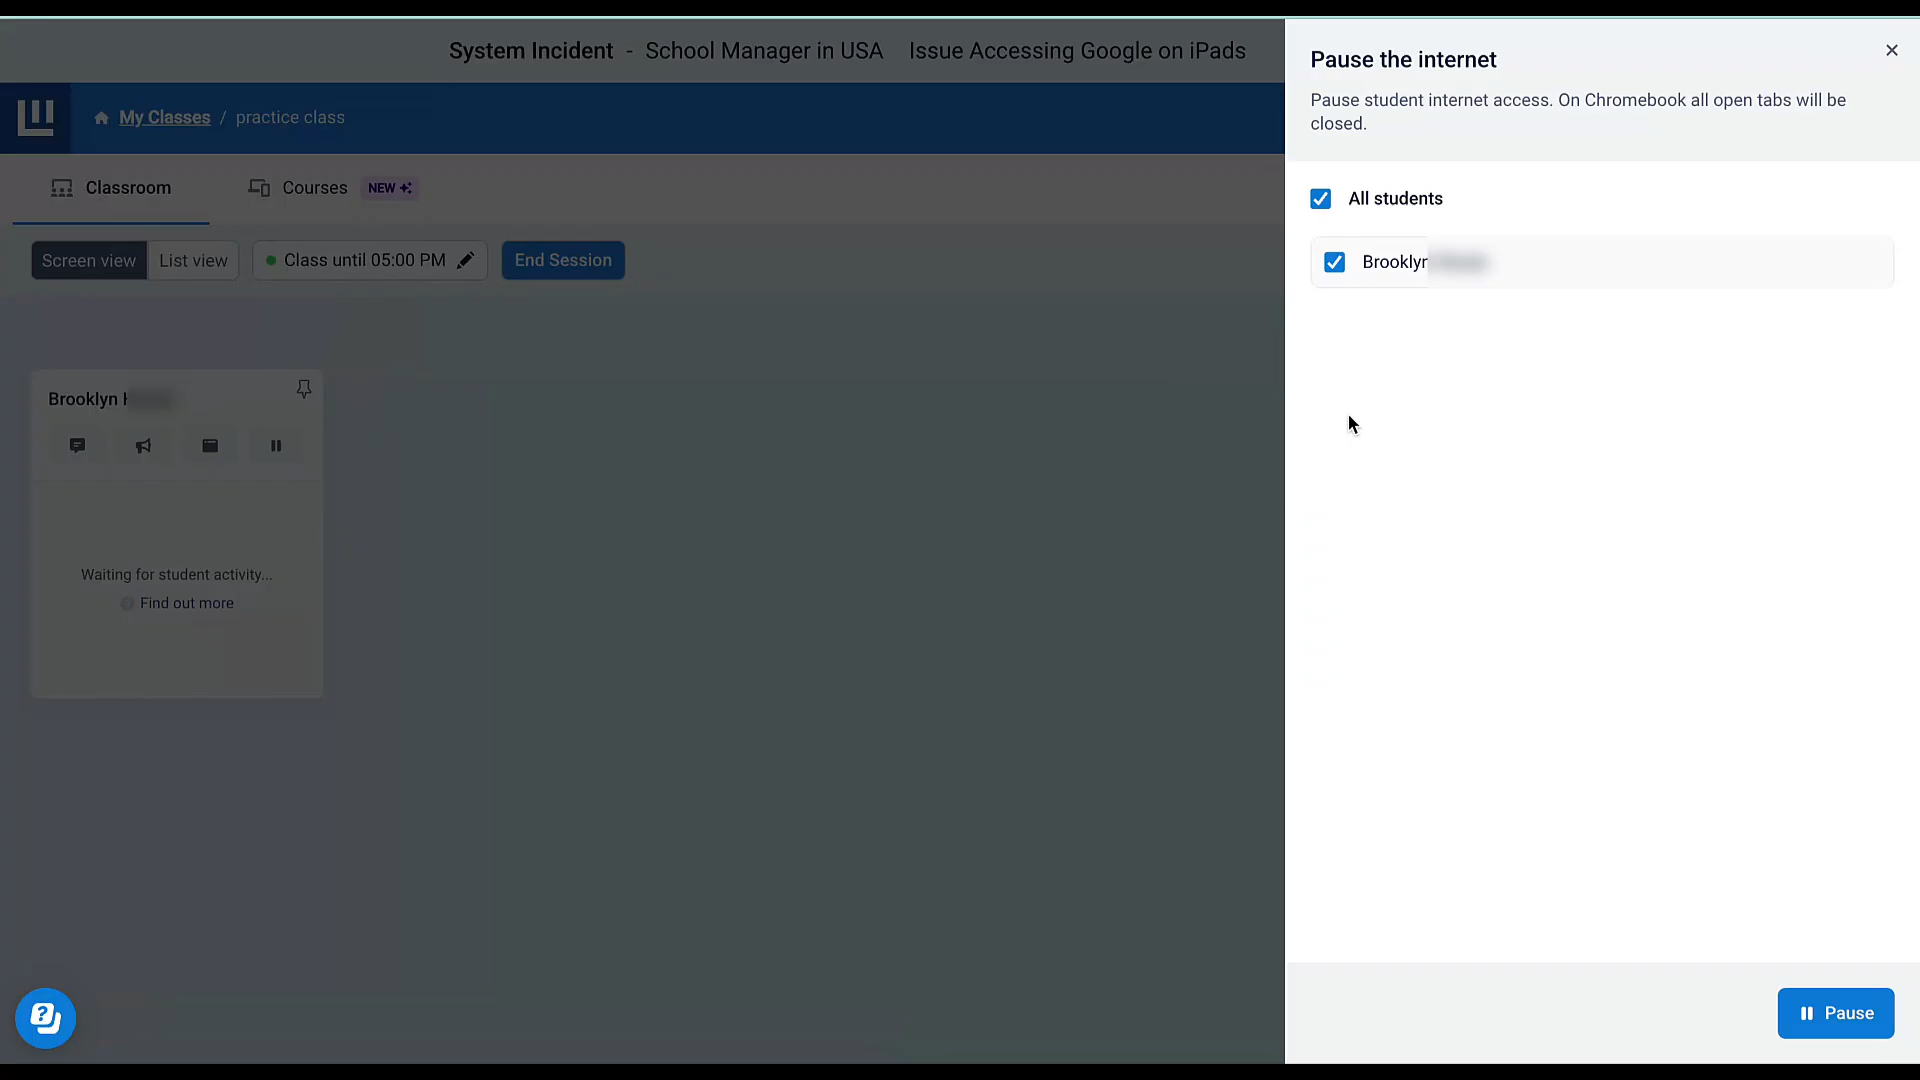 System Incident - School Manager in USA Issue Accessing Google on iPads
My Classes / practice class
Classroom
Courses NEW
Screen view
List view
Class until 05:00 PM
End Session
Brooklyn
Waiting for student activity...
Find out more
Pause the internet
Pause student internet access. On Chromebook all open tabs will be
closed.
All students
Brooklyn
Pause